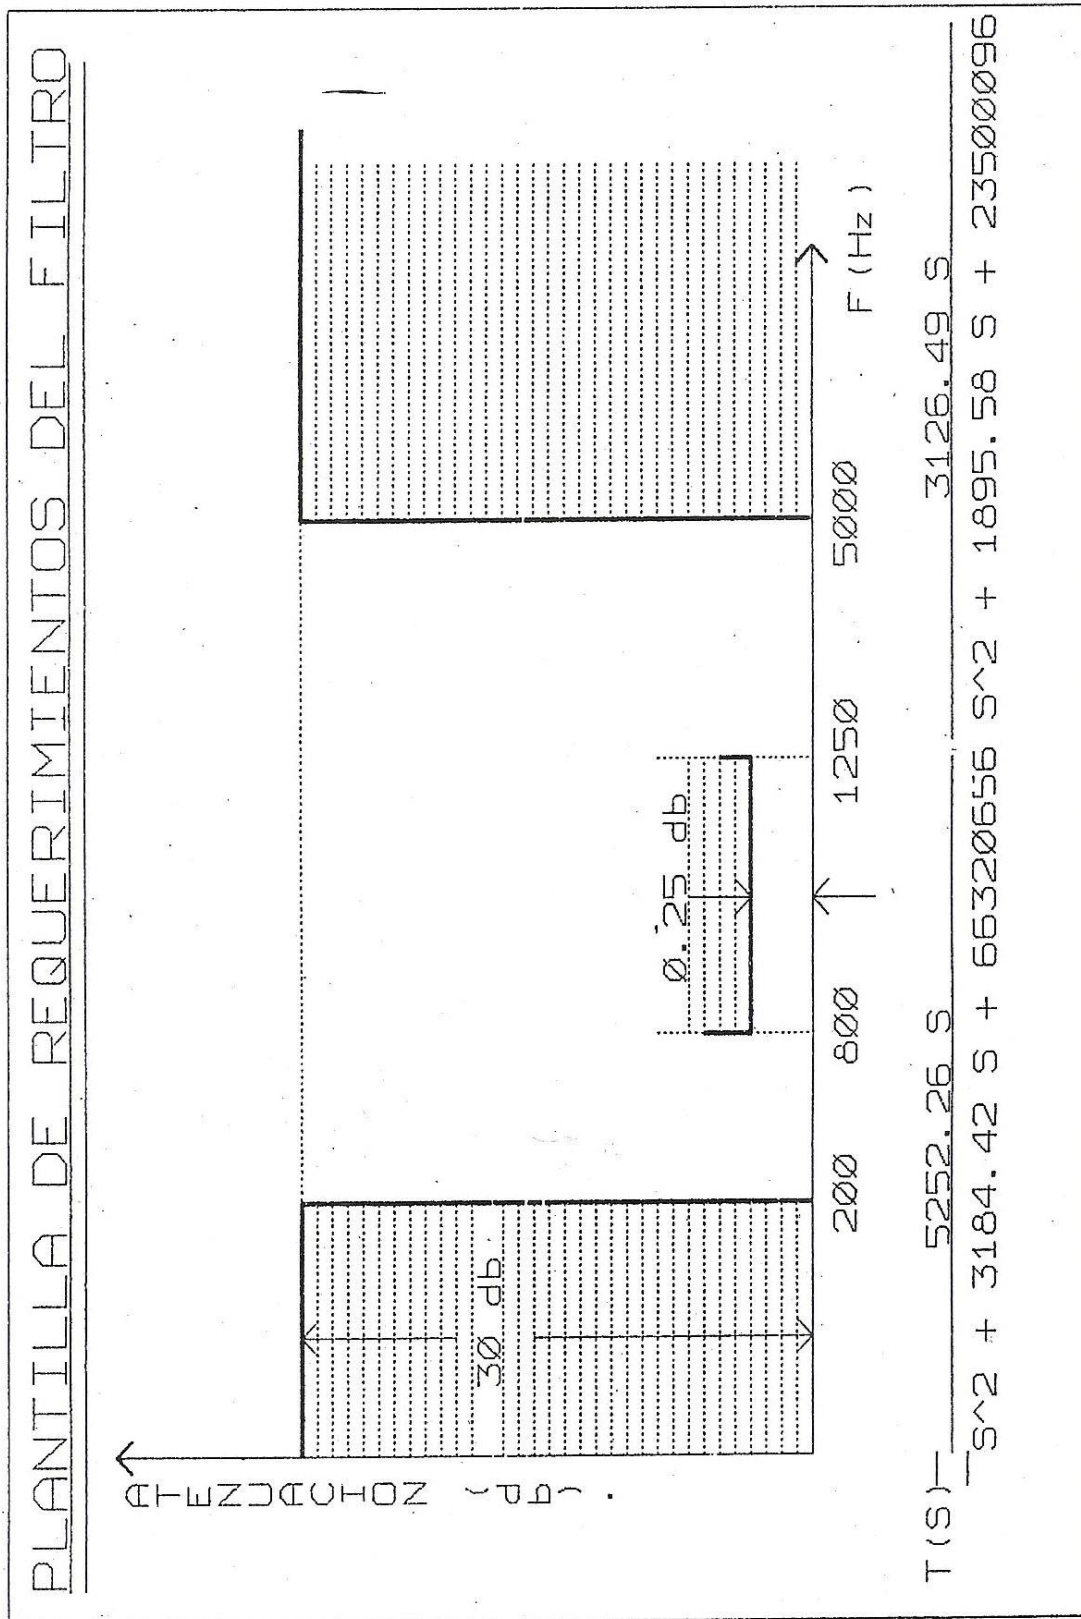 PLANTILLA DE REQUERIMIENTOS DEL FILTRO
ATENUACION (db)
30 db
0.25 db
200 800 1250 5000
F(Hz)
T(S) 5252.26 S 3126.49 S
S^2 + 3184.42 S + 66320656 S^2 + 1895.58 S + 23500096